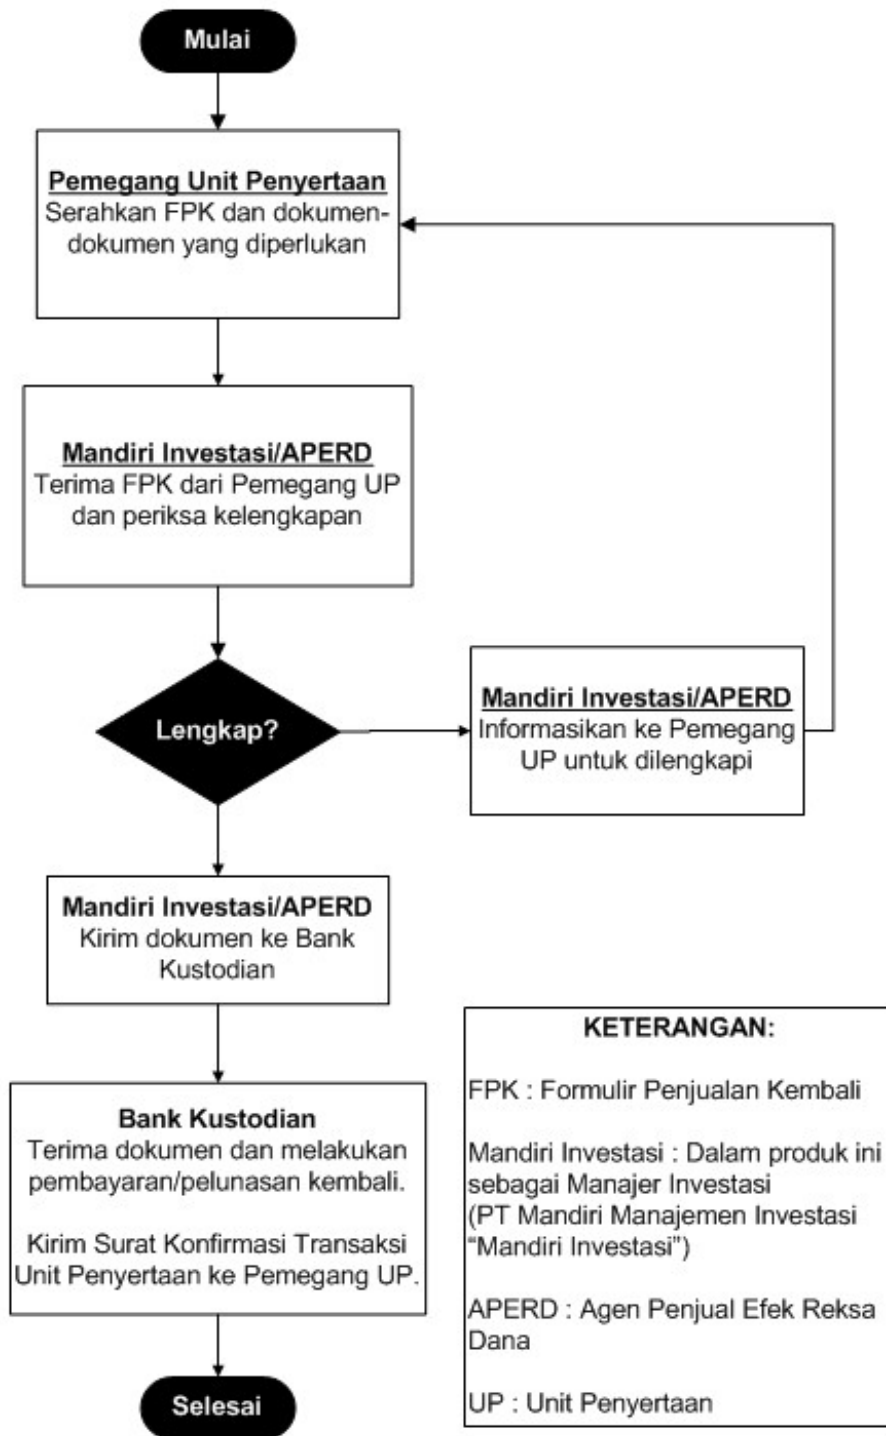 Mulai
Pemegang Unit Penyertaan
Serahkan FPK dan dokumen-
dokumen yang diperlukan
Mandiri Investasi/APERD
Terima FPK dari Pemegang UP
dan periksa kelengkapan
Lengkap?
Mandiri Investasi/APERD
Informasikan ke Pemegang
UP untuk dilengkapi
Mandiri Investasi/APERD
Kirim dokumen ke Bank
Kustodian
Bank Kustodian
Terima dokumen dan melakukan
pembayaran/pelunasan kembali.
Kirim Surat Konfirmasi Transaksi
Unit Penyertaan ke Pemegang UP.
Selesai
KETERANGAN:
FPK : Formulir Penjualan Kembali
Mandiri Investasi : Dalam produk ini
sebagai Manajer Investasi
(PT Mandiri Manajemen Investasi
“Mandiri Investasi”)
APERD : Agen Penjual Efek Reksa
Dana
UP : Unit Penyertaan